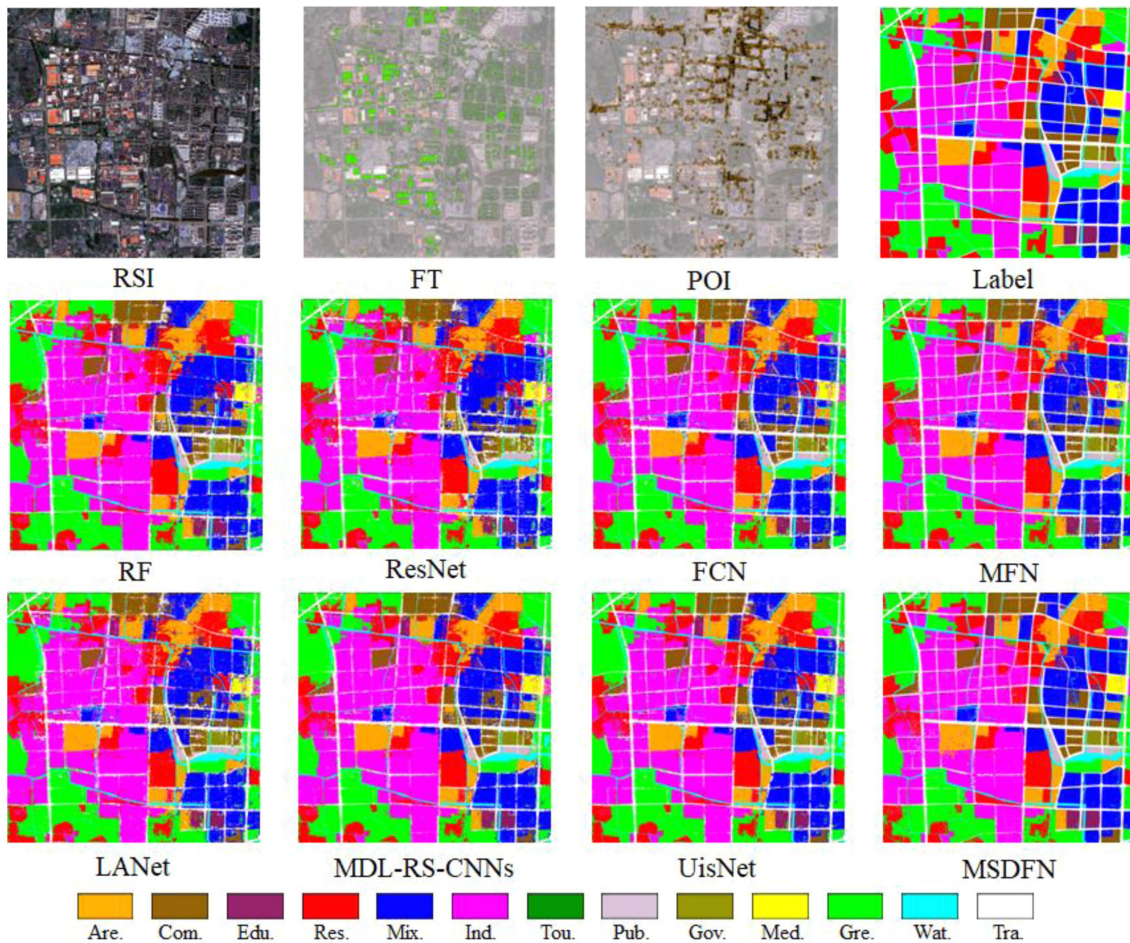 RSI FT POI Label
RF ResNet FCN MFN
LANet MDL-RS-CNNs UisNet MSDFN
Are. Com. Edu. Res. Mix. Ind. Tou. Pub. Gov. Med. Gre. Wat. Tra.